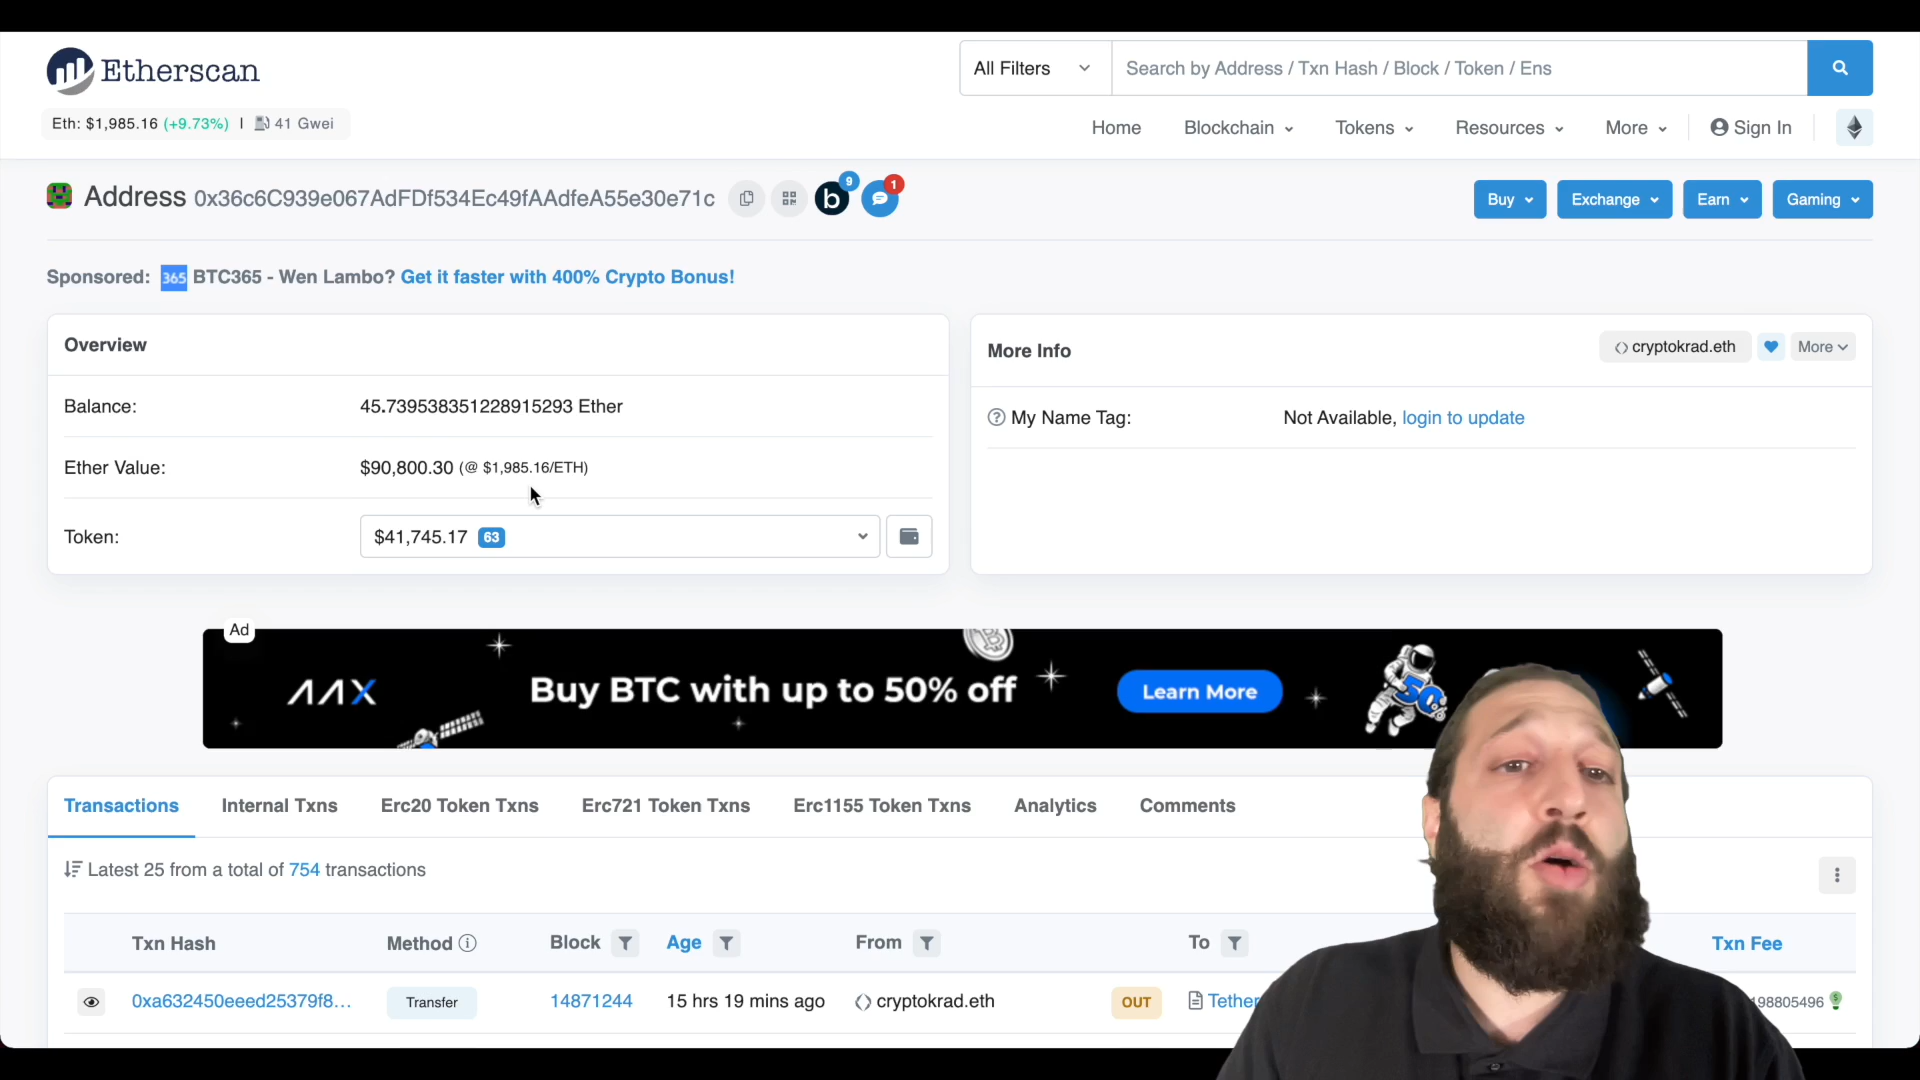 Etherscan
All Filters
Search by Address / Txn Hash / Block / Token / Ens
Eth: $1,985.16 (+9.73%) | 41 Gwei
Home Blockchain Tokens Resources More Sign In
Address 0x36c6C939e067AdFDf534Ec49fAAdfeA55e30e71c b 9 1
Buy Exchange Earn Gaming
Sponsored: 365 BTC365 - Wen Lambo? Get it faster with 400% Crypto Bonus!
Overview
Balance: 45.739538351228915293 Ether
Ether Value: $90,800.30 (@ $1,985.16/ETH)
Token: $41,745.17 63
More Info
cryptokrad.eth More
My Name Tag: Not Available, login to update
Ad
AAX Buy BTC with up to 50% off Learn More 50%
Transactions Internal Txns Erc20 Token Txns Erc721 Token Txns Erc1155 Token Txns Analytics Comments
Latest 25 from a total of 754 transactions
Txn Hash Method Block Age From To Txn Fee
0xa632450eeed25379f8... Transfer 14871244 15 hrs 19 mins ago cryptokrad.eth OUT Tether 198805496